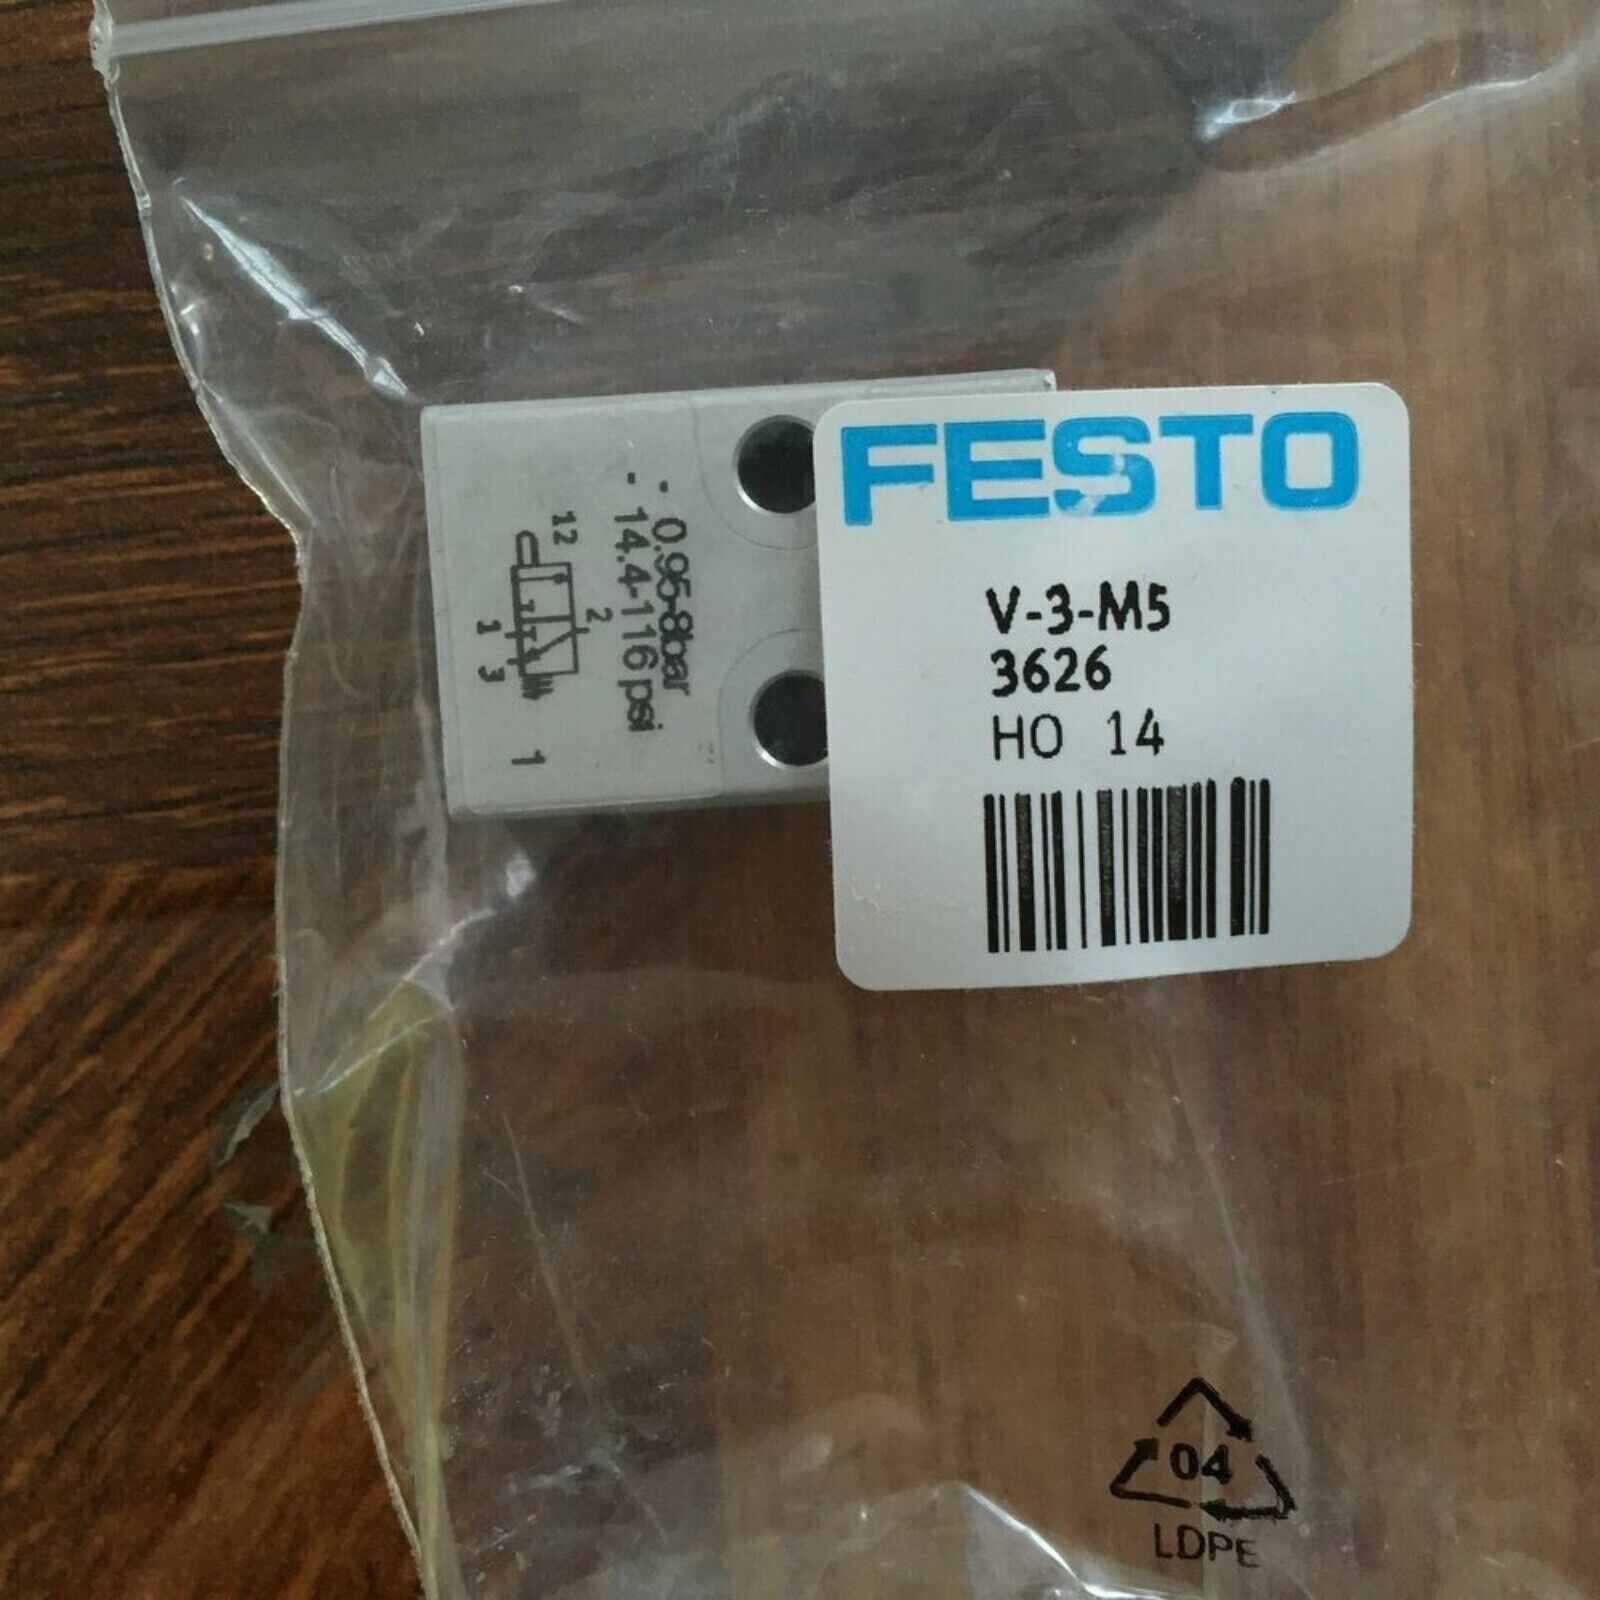 FESTO
V-3-M5
3626
HO 14
- 0.95-8bar
- 14.4-116 psi
12
2
1
3
1
04
LDPE